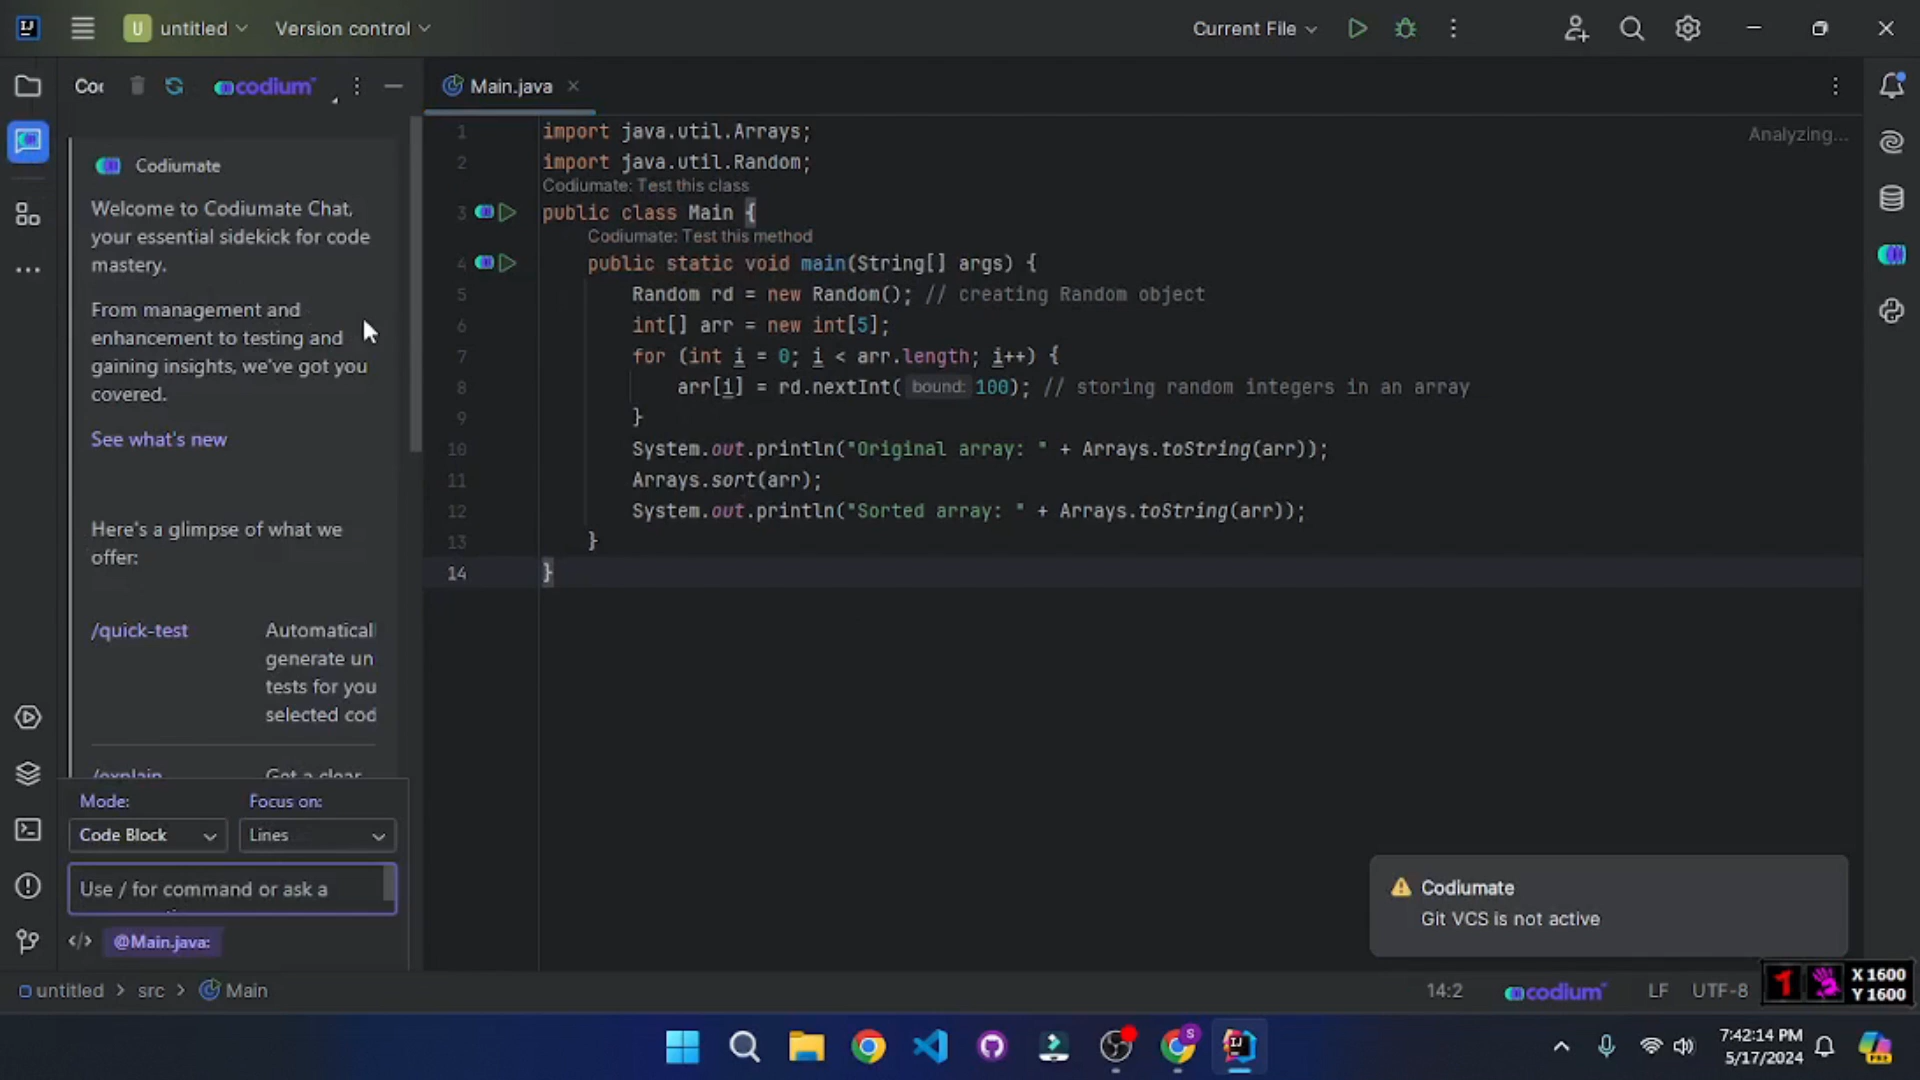 untitled
Version control
Current File
Cor
codium
Main.java
Codiumate
Welcome to Codiumate Chat,
your essential sidekick for code
mastery.
From management and
enhancement to testing and
gaining insights, we've got you
covered.
See what's new
Here's a glimpse of what we
offer:
/quick-test
Automatical
generate un
tests for you
selected cod
/explain
Get a clear
Mode:
Focus on:
Code Block
Lines
Use / for command or ask a
</> @Main.java:
Analyzing...
1 import java.util.Arrays;
2 import java.util.Random;
Codiumate: Test this class
3 public class Main {
Codiumate: Test this method
4 public static void main(String[] args) {
5 Random rd = new Random(); // creating Random object
6 int[] arr = new int[5];
7 for (int i = 0; i < arr.length; i++) {
8 arr[i] = rd.nextInt( bound: 100); // storing random integers in an array
9 }
10 System.out.println("Original array: " + Arrays.toString(arr));
11 Arrays.sort(arr);
12 System.out.println("Sorted array: " + Arrays.toString(arr));
13 }
14 }
Codiumate
Git VCS is not active
untitled > src > Main
14:2
codium
LF
UTF-8
X 1600
Y 1600
7:42:14 PM
5/17/2024